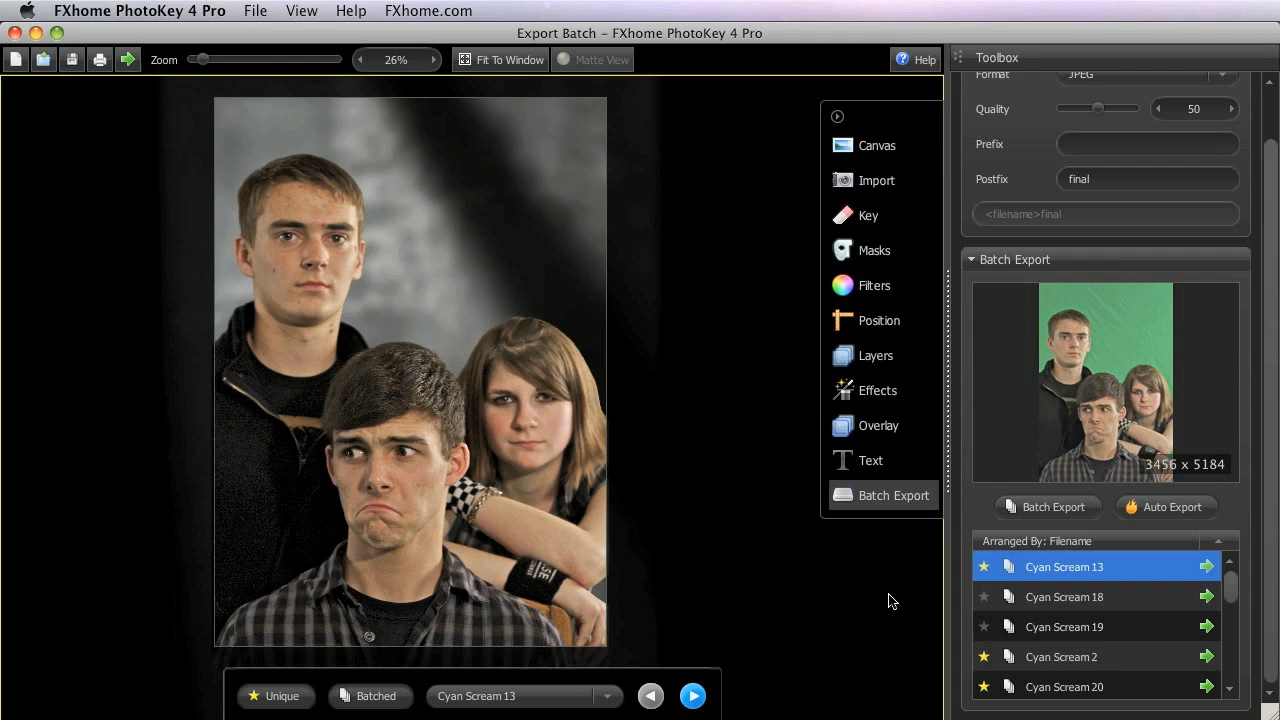 FXhome PhotoKey 4 Pro File View Help FXhome.com
Export Batch – FXhome PhotoKey 4 Pro
Zoom 26% Fit To Window Matte View Help
Toolbox
Format JPEG
Quality 50
Prefix
Postfix final
<filename>final
Batch Export
3456 x 5184
Batch Export Auto Export
Arranged By: Filename
Cyan Scream 13
Cyan Scream 18
Cyan Scream 19
Cyan Scream 2
Cyan Scream 20
Canvas
Import
Key
Masks
Filters
Position
Layers
Effects
Overlay
Text
Batch Export
Unique Batched Cyan Scream 13